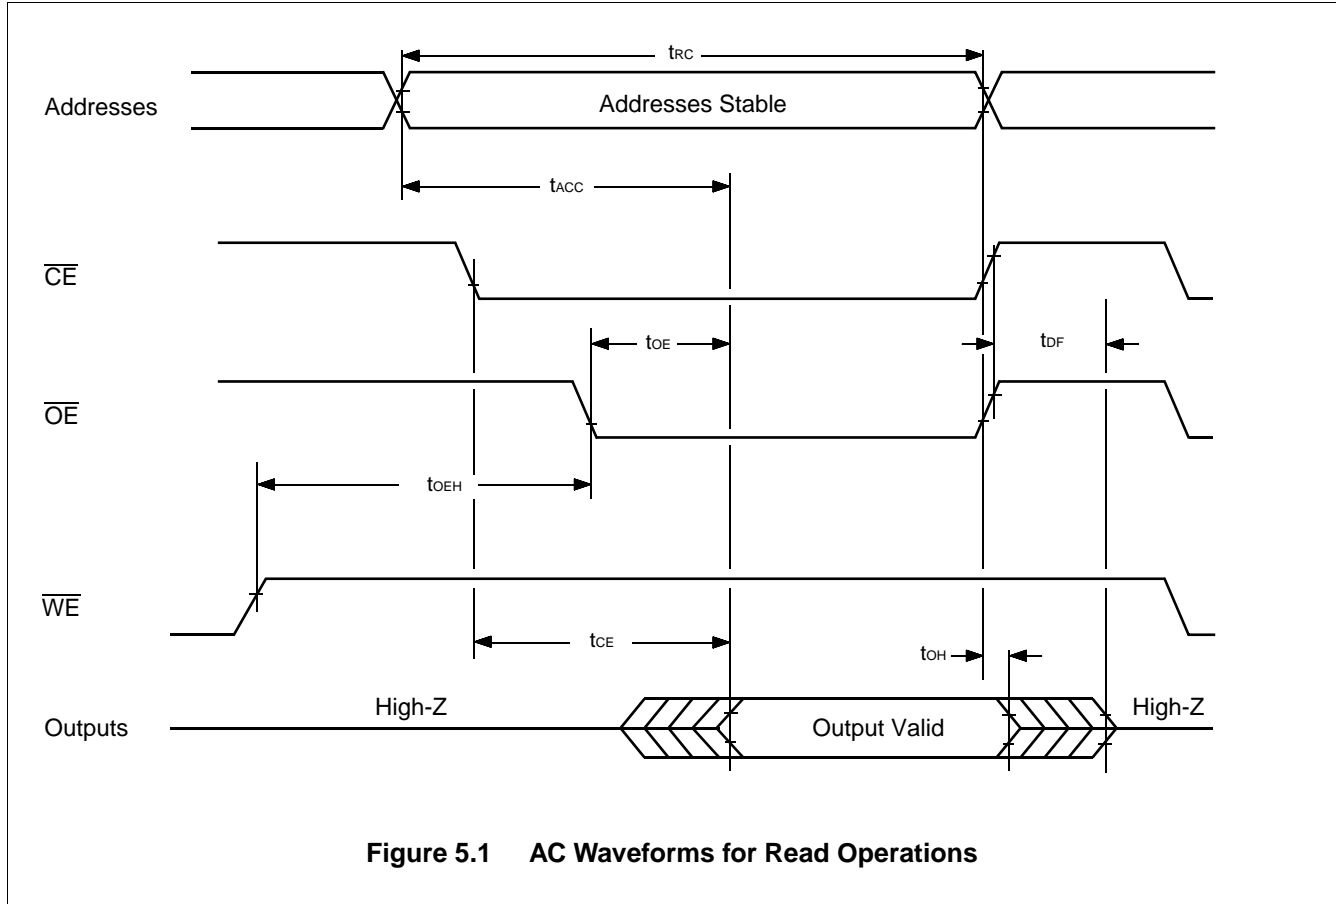 tRC
Addresses
Addresses Stable
tACC
CE
tOE
tDF
OE
tOEH
WE
tCE
tOH
High-Z
High-Z
Outputs
Output Valid
Figure 5.1 AC Waveforms for Read Operations